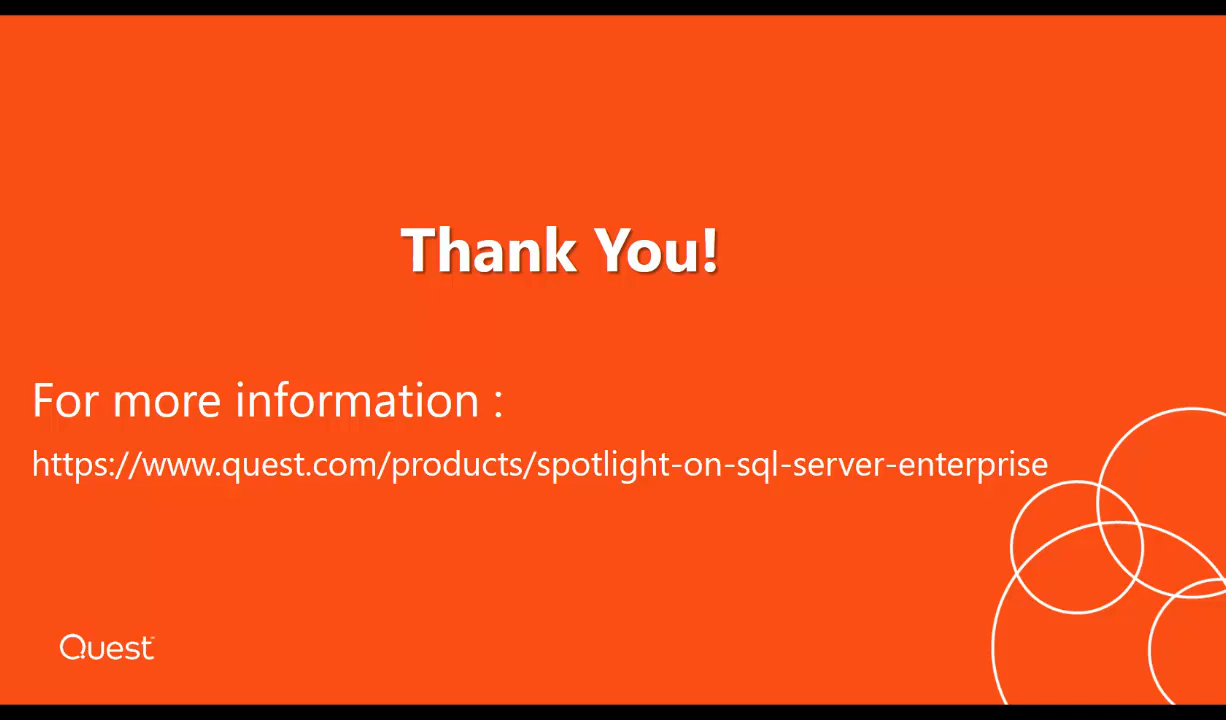 Thank You!
For more information :
https://www.quest.com/products/spotlight-on-sql-server-enterprise
Quest